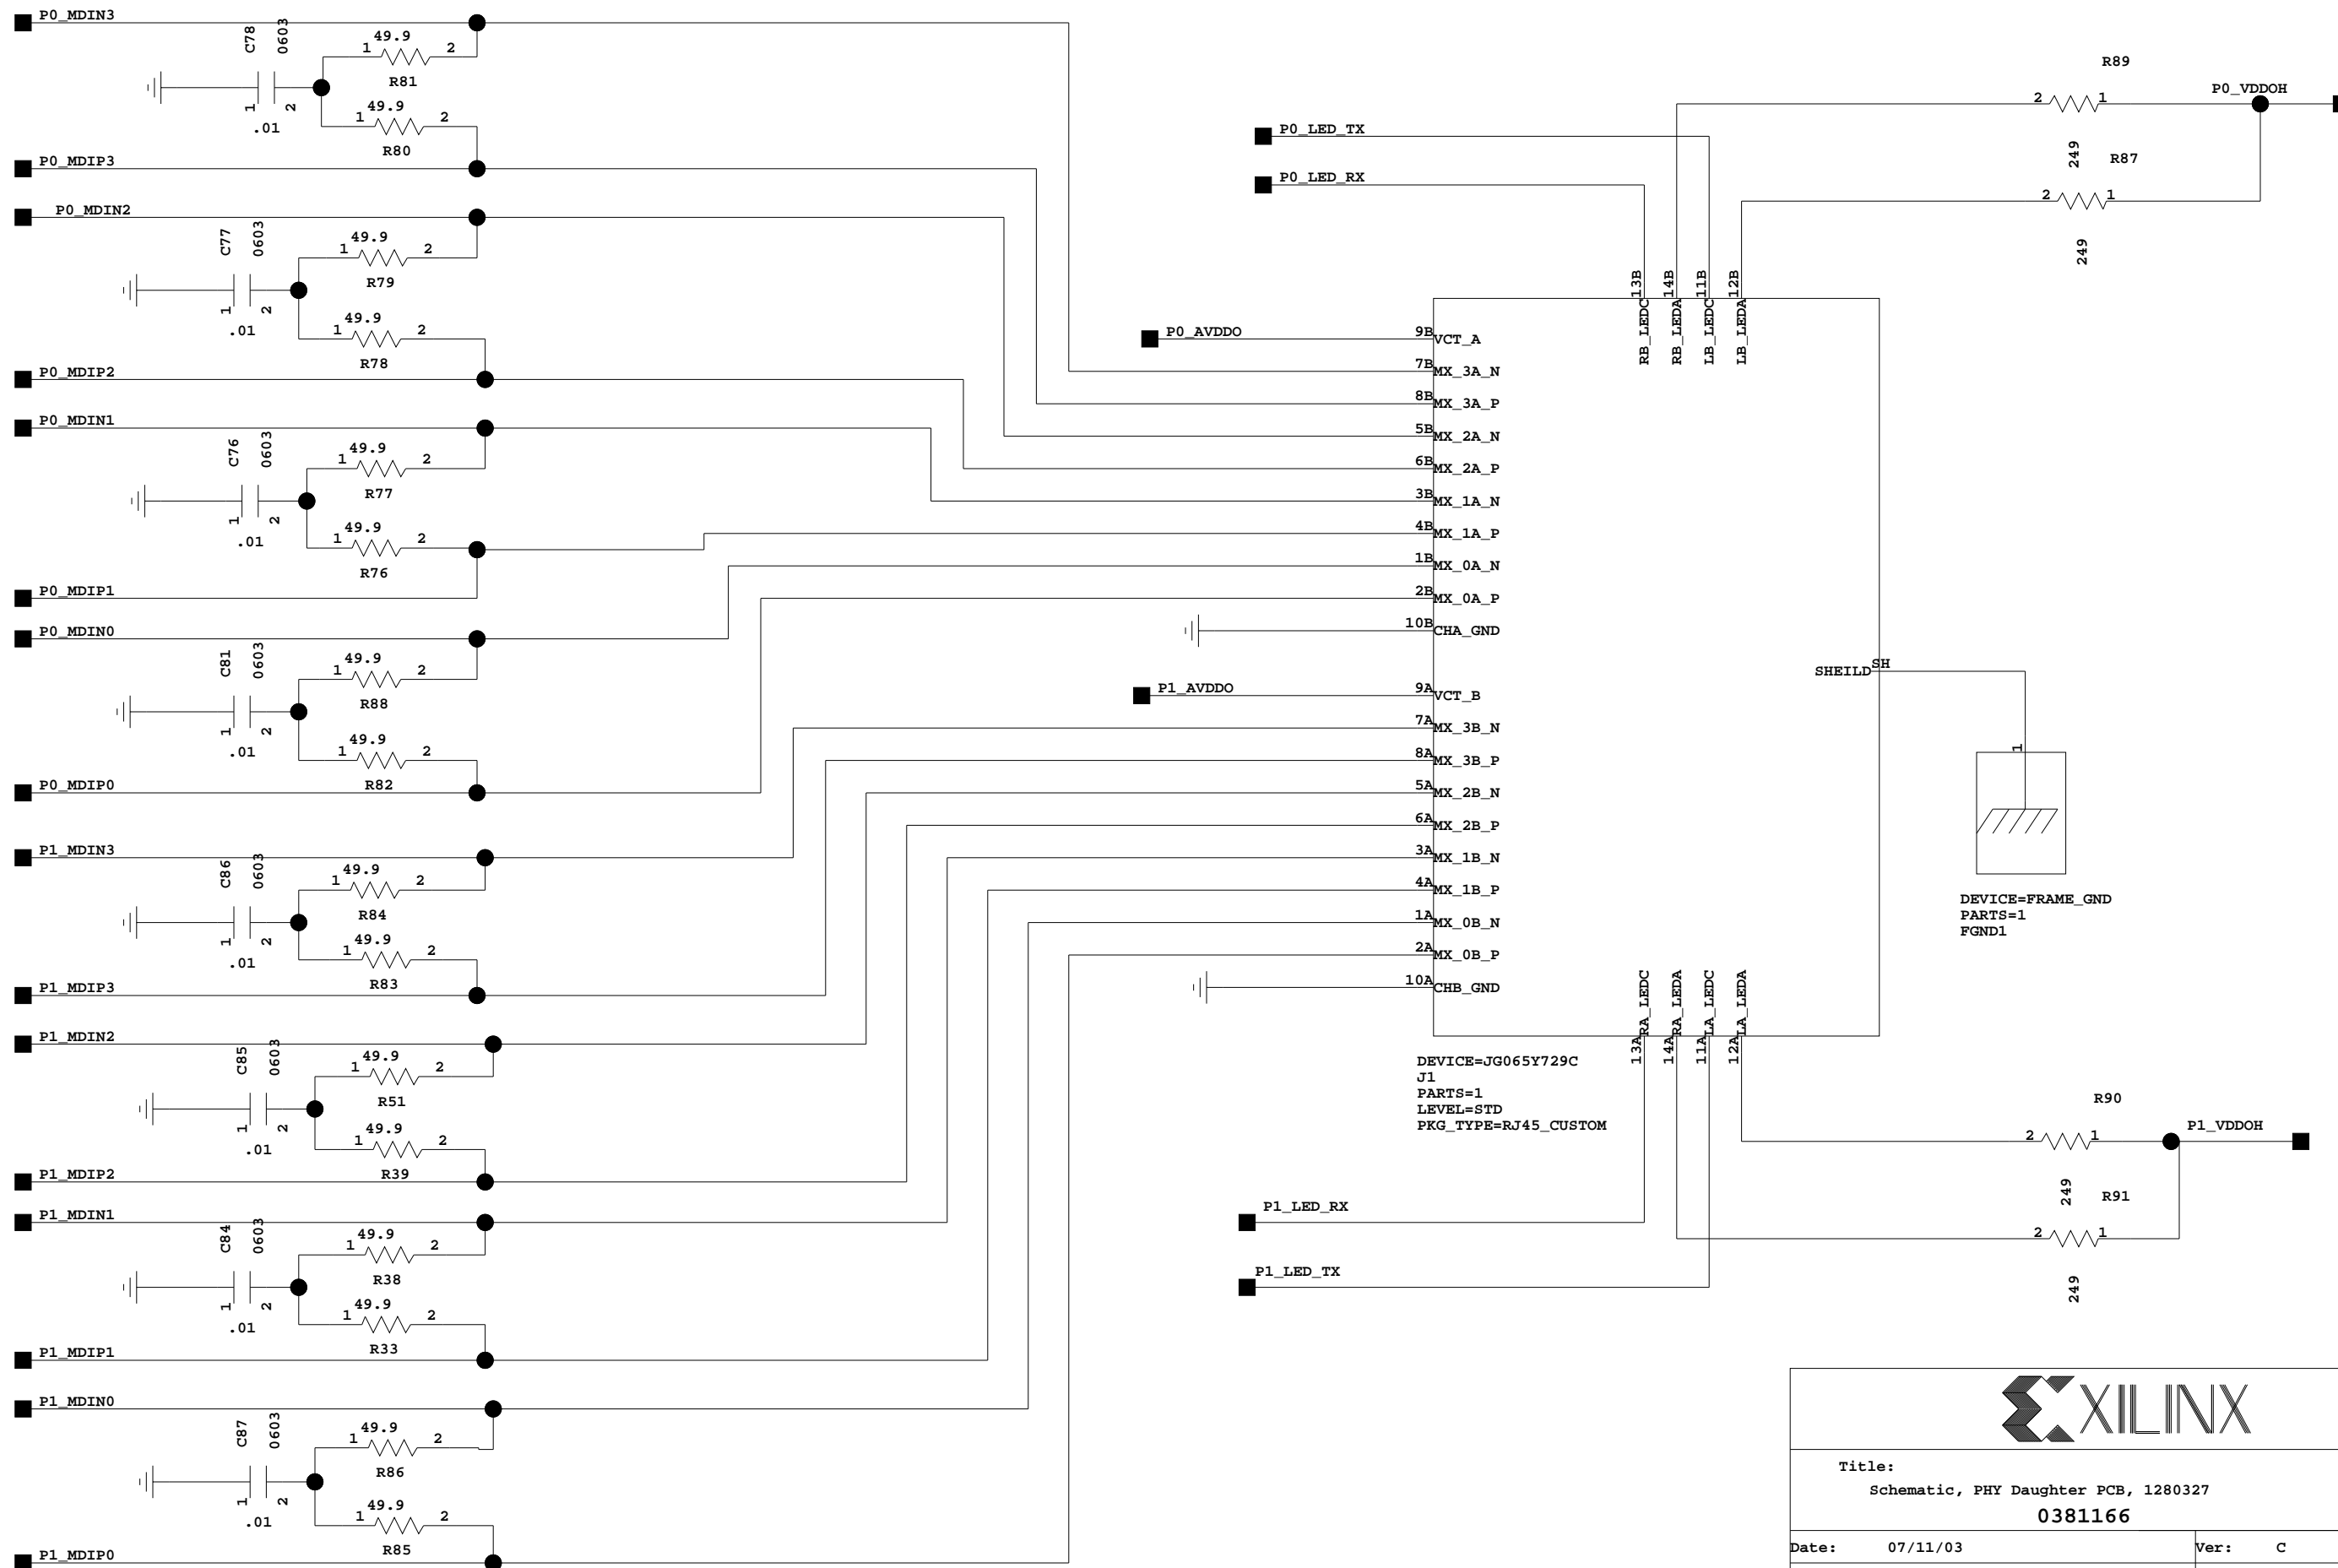 P0_MDIN3
C78
0603
49.9
1 2
R81
49.9
1 2
R80
1 2
.01
P0_MDIP3
P0_MDIN2
C77
0603
49.9
1 2
R79
49.9
1 2
R78
1 2
.01
P0_MDIP2
P0_MDIN1
C76
0603
49.9
1 2
R77
49.9
1 2
R76
1 2
.01
P0_MDIP1
P0_MDIN0
C81
0603
49.9
1 2
R88
49.9
1 2
R82
1 2
.01
P0_MDIP0
P1_MDIN3
C86
0603
49.9
1 2
R84
49.9
1 2
R83
1 2
.01
P1_MDIP3
P1_MDIN2
C85
0603
49.9
1 2
R51
49.9
1 2
R39
1 2
.01
P1_MDIP2
P1_MDIN1
C84
0603
49.9
1 2
R38
49.9
1 2
R33
1 2
.01
P1_MDIP1
P1_MDIN0
C87
0603
49.9
1 2
R86
49.9
1 2
R85
1 2
.01
P1_MDIP0
P0_LED_TX
P0_LED_RX
R89
2 1
249
P0_VDDOH
R87
2 1
249
13B RB_LEDC
14B RB_LEDA
11B LB_LEDC
12B LB_LEDA
P0_AVDDO
9B VCT_A
7B MX_3A_N
8B MX_3A_P
5B MX_2A_N
6B MX_2A_P
3B MX_1A_N
4B MX_1A_P
1B MX_0A_N
2B MX_0A_P
10B CHA_GND
P1_AVDDO
9A VCT_B
7A MX_3B_N
8A MX_3B_P
5A MX_2B_N
6A MX_2B_P
3A MX_1B_N
4A MX_1B_P
1A MX_0B_N
2A MX_0B_P
10A CHB_GND
SHEILD SH
1
DEVICE=FRAME_GND
PARTS=1
FGND1
13A RA_LEDC
14A RA_LEDA
11A LA_LEDC
12A LA_LEDA
DEVICE=JG065Y729C
J1
PARTS=1
LEVEL=STD
PKG_TYPE=RJ45_CUSTOM
R90
2 1
249
P1_VDDOH
R91
2 1
249
P1_LED_RX
P1_LED_TX
XILINX
Title:
Schematic, PHY Daughter PCB, 1280327
0381166
Date: 07/11/03
Ver: C